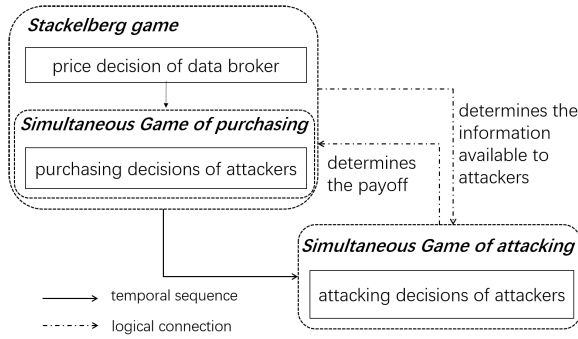 Stackelberg game
price decision of data broker
Simultaneous Game of purchasing
purchasing decisions of attackers
determines the
information
available to
attackers
determines
the payoff
Simultaneous Game of attacking
attacking decisions of attackers
temporal sequence
logical connection